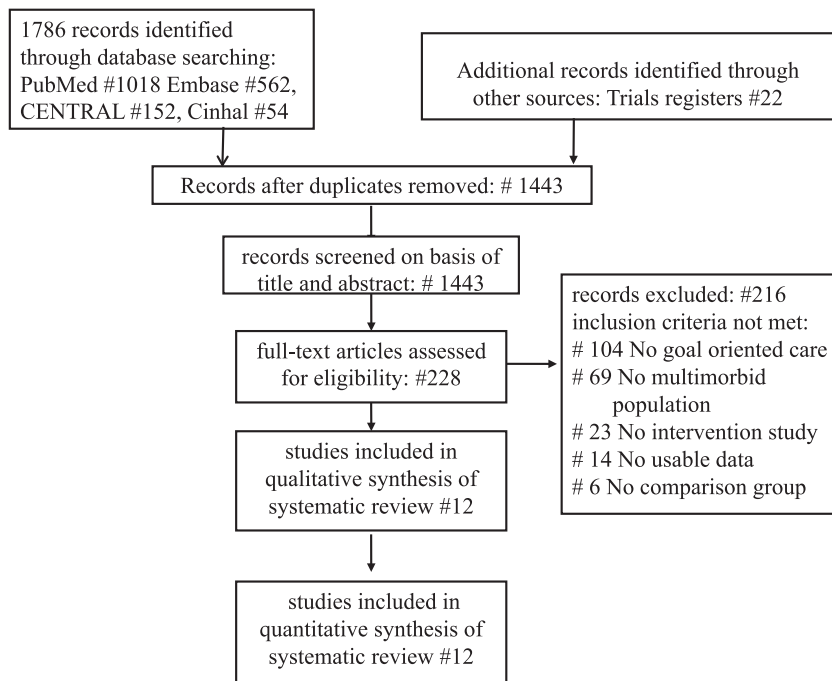 1786 records identified
through database searching:
PubMed #1018 Embase #562,
CENTRAL #152, Cinhal #54
Additional records identified through
other sources: Trials registers #22
Records after duplicates removed: # 1443
records screened on basis of
title and abstract: # 1443
full-text articles assessed
for eligibility: #228
records excluded: #216
inclusion criteria not met:
# 104 No goal oriented care
# 69 No multimorbid
population
# 23 No intervention study
# 14 No usable data
# 6 No comparison group
studies included in
qualitative synthesis of
systematic review #12
studies included in
quantitative synthesis of
systematic review #12